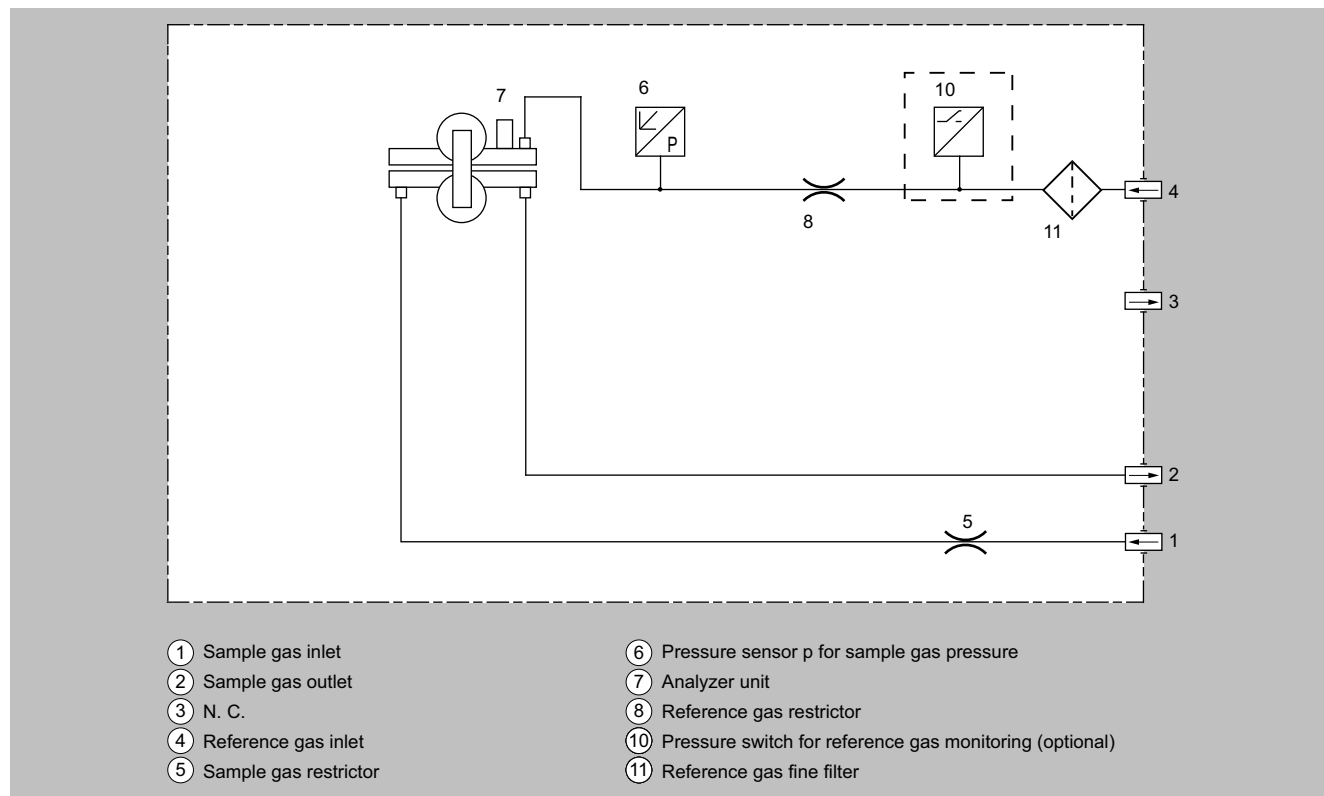 7
6
P
10
8
11
4
3
2
5
1
1 Sample gas inlet
2 Sample gas outlet
3 N. C.
4 Reference gas inlet
5 Sample gas restrictor
6 Pressure sensor p for sample gas pressure
7 Analyzer unit
8 Reference gas restrictor
10 Pressure switch for reference gas monitoring (optional)
11 Reference gas fine filter